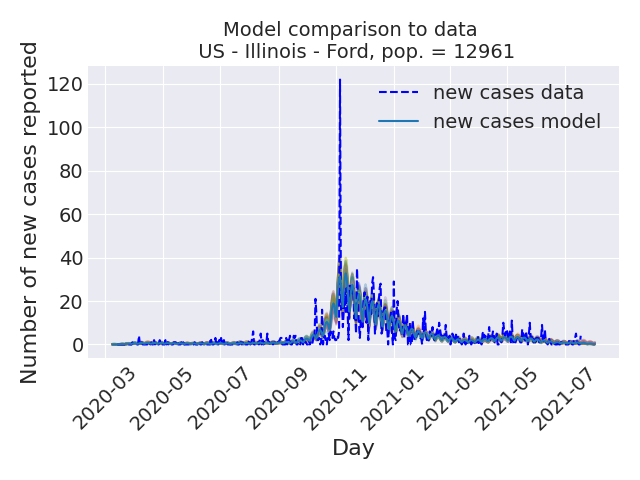 Model comparison to data
US - Illinois - Ford, pop. = 12961
Number of new cases reported
120
100
80
60
40
20
0
new cases data
new cases model
2020-03
2020-05
2020-07
2020-09
2020-11
2021-01
2021-03
2021-05
2021-07
Day